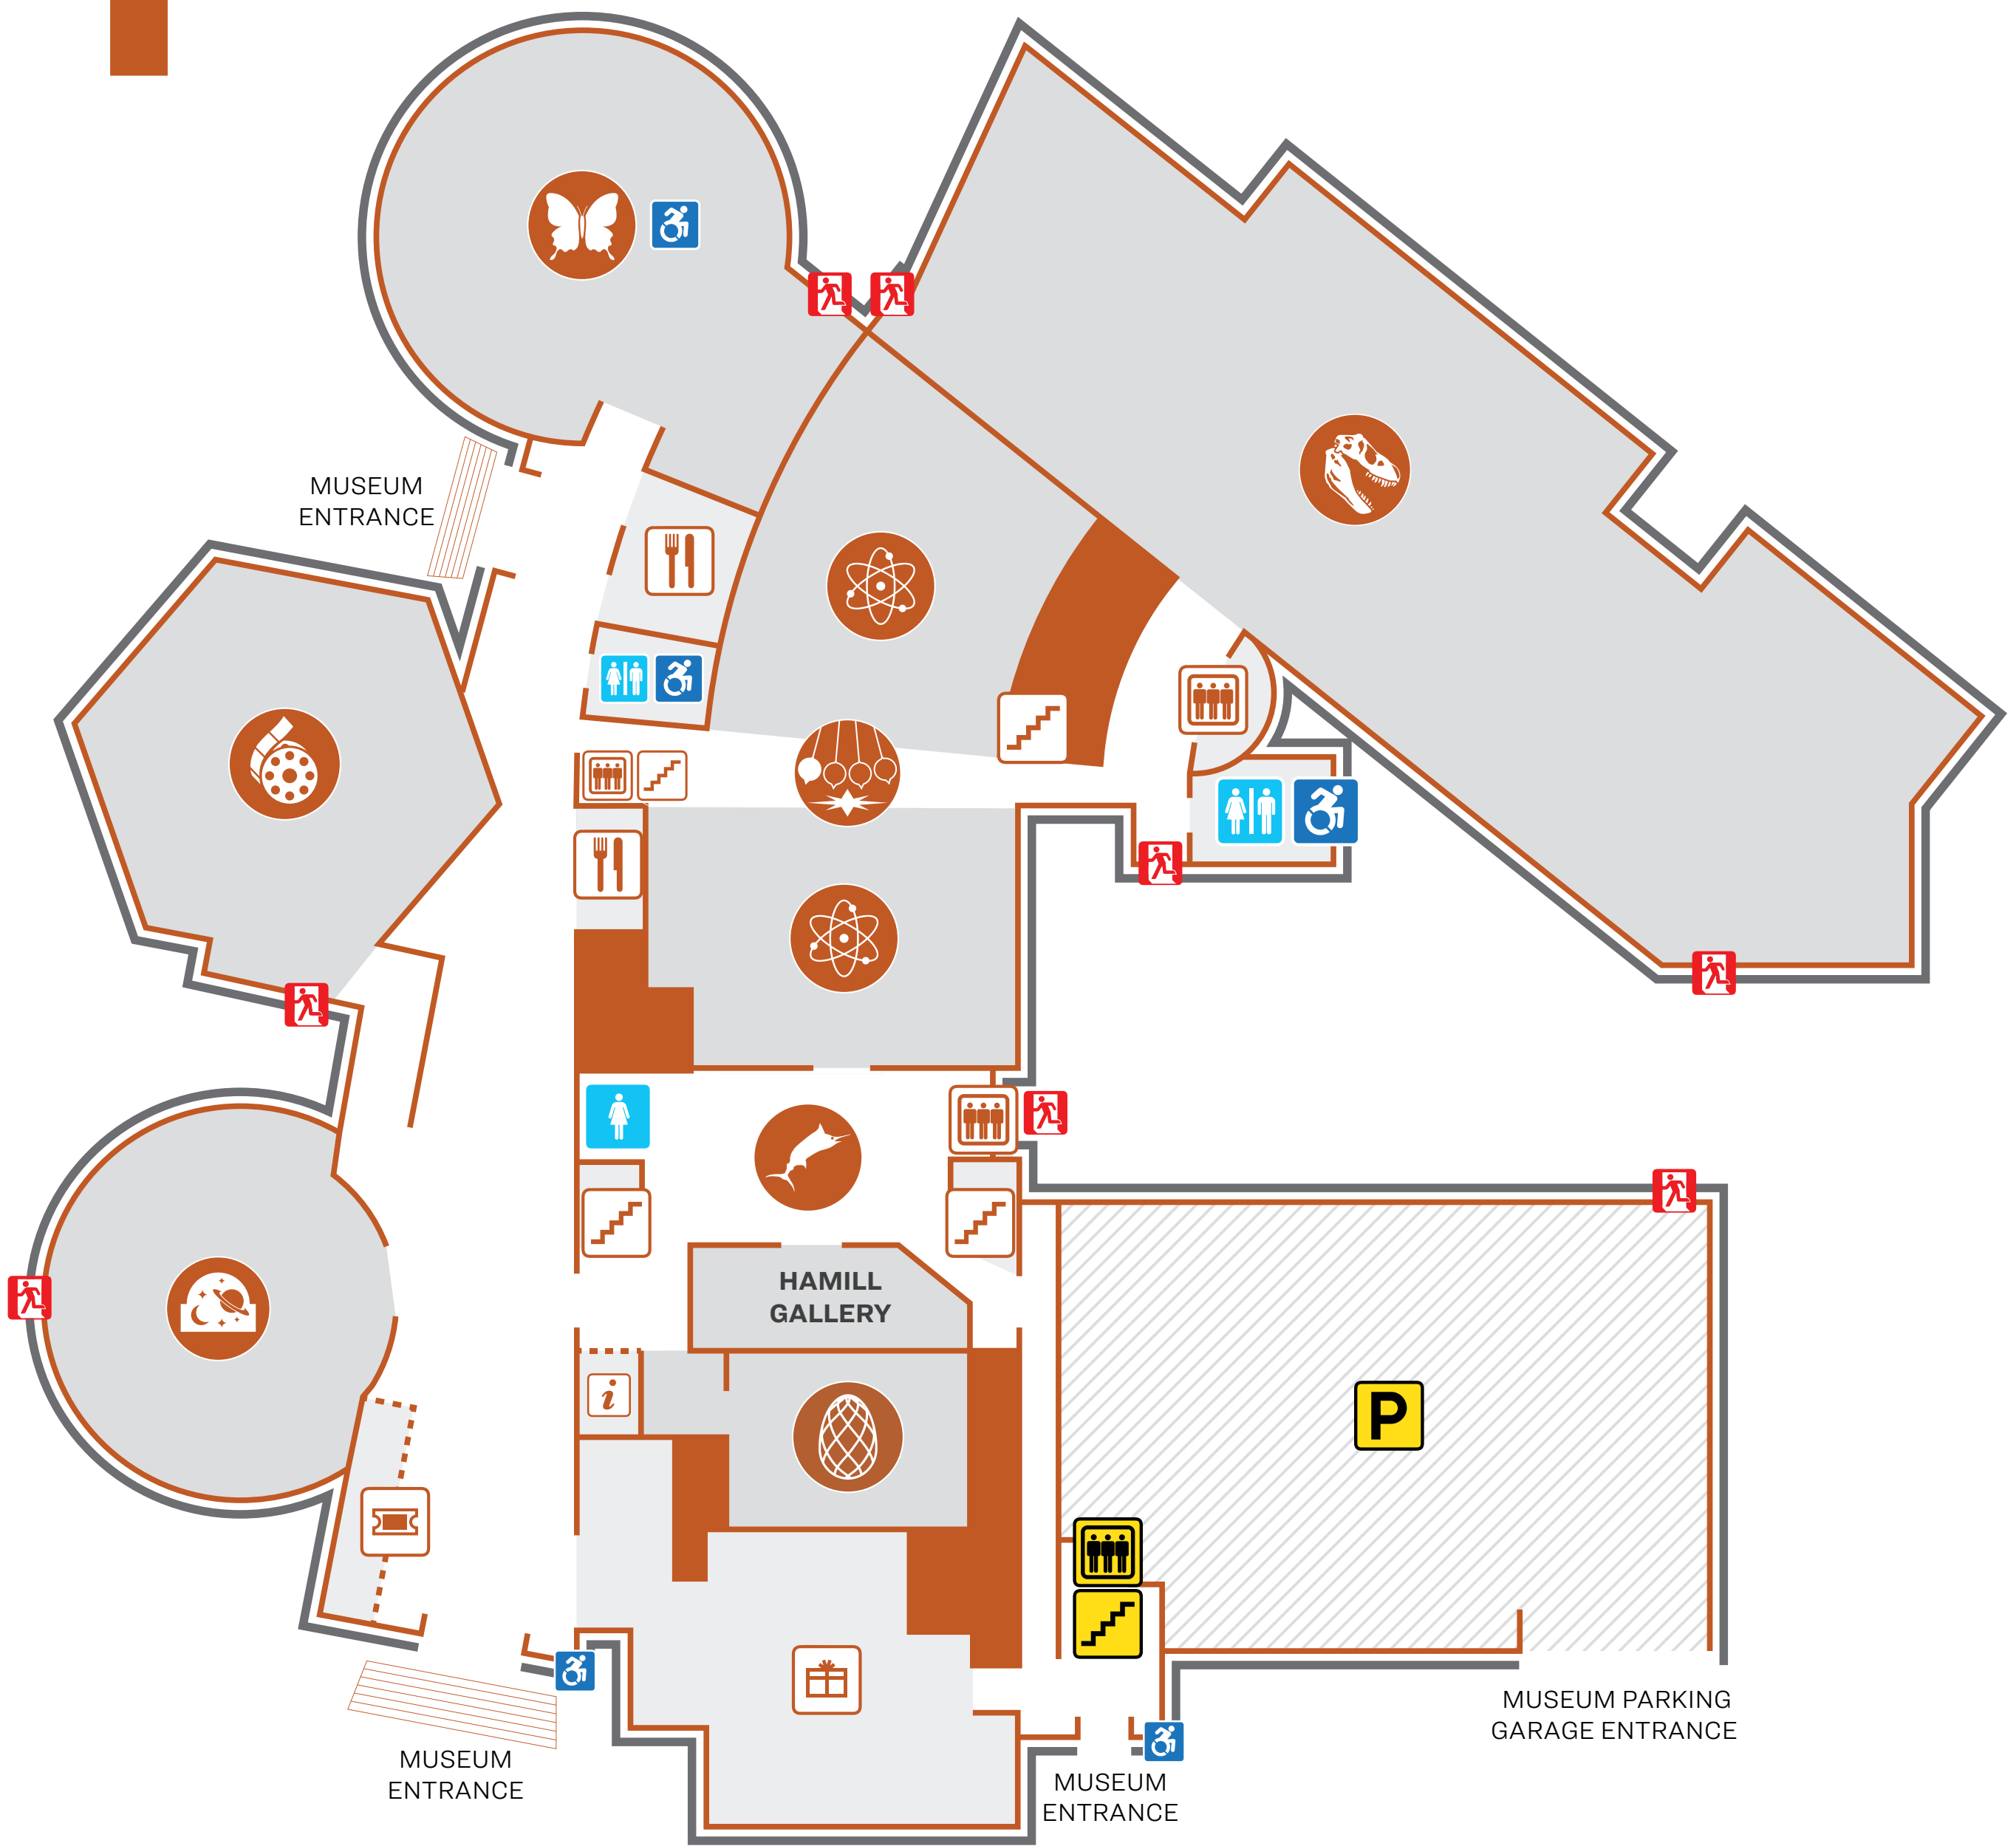 MUSEUM
ENTRANCE
HAMILL
GALLERY
i
P
MUSEUM PARKING
GARAGE ENTRANCE
MUSEUM
ENTRANCE
MUSEUM
ENTRANCE